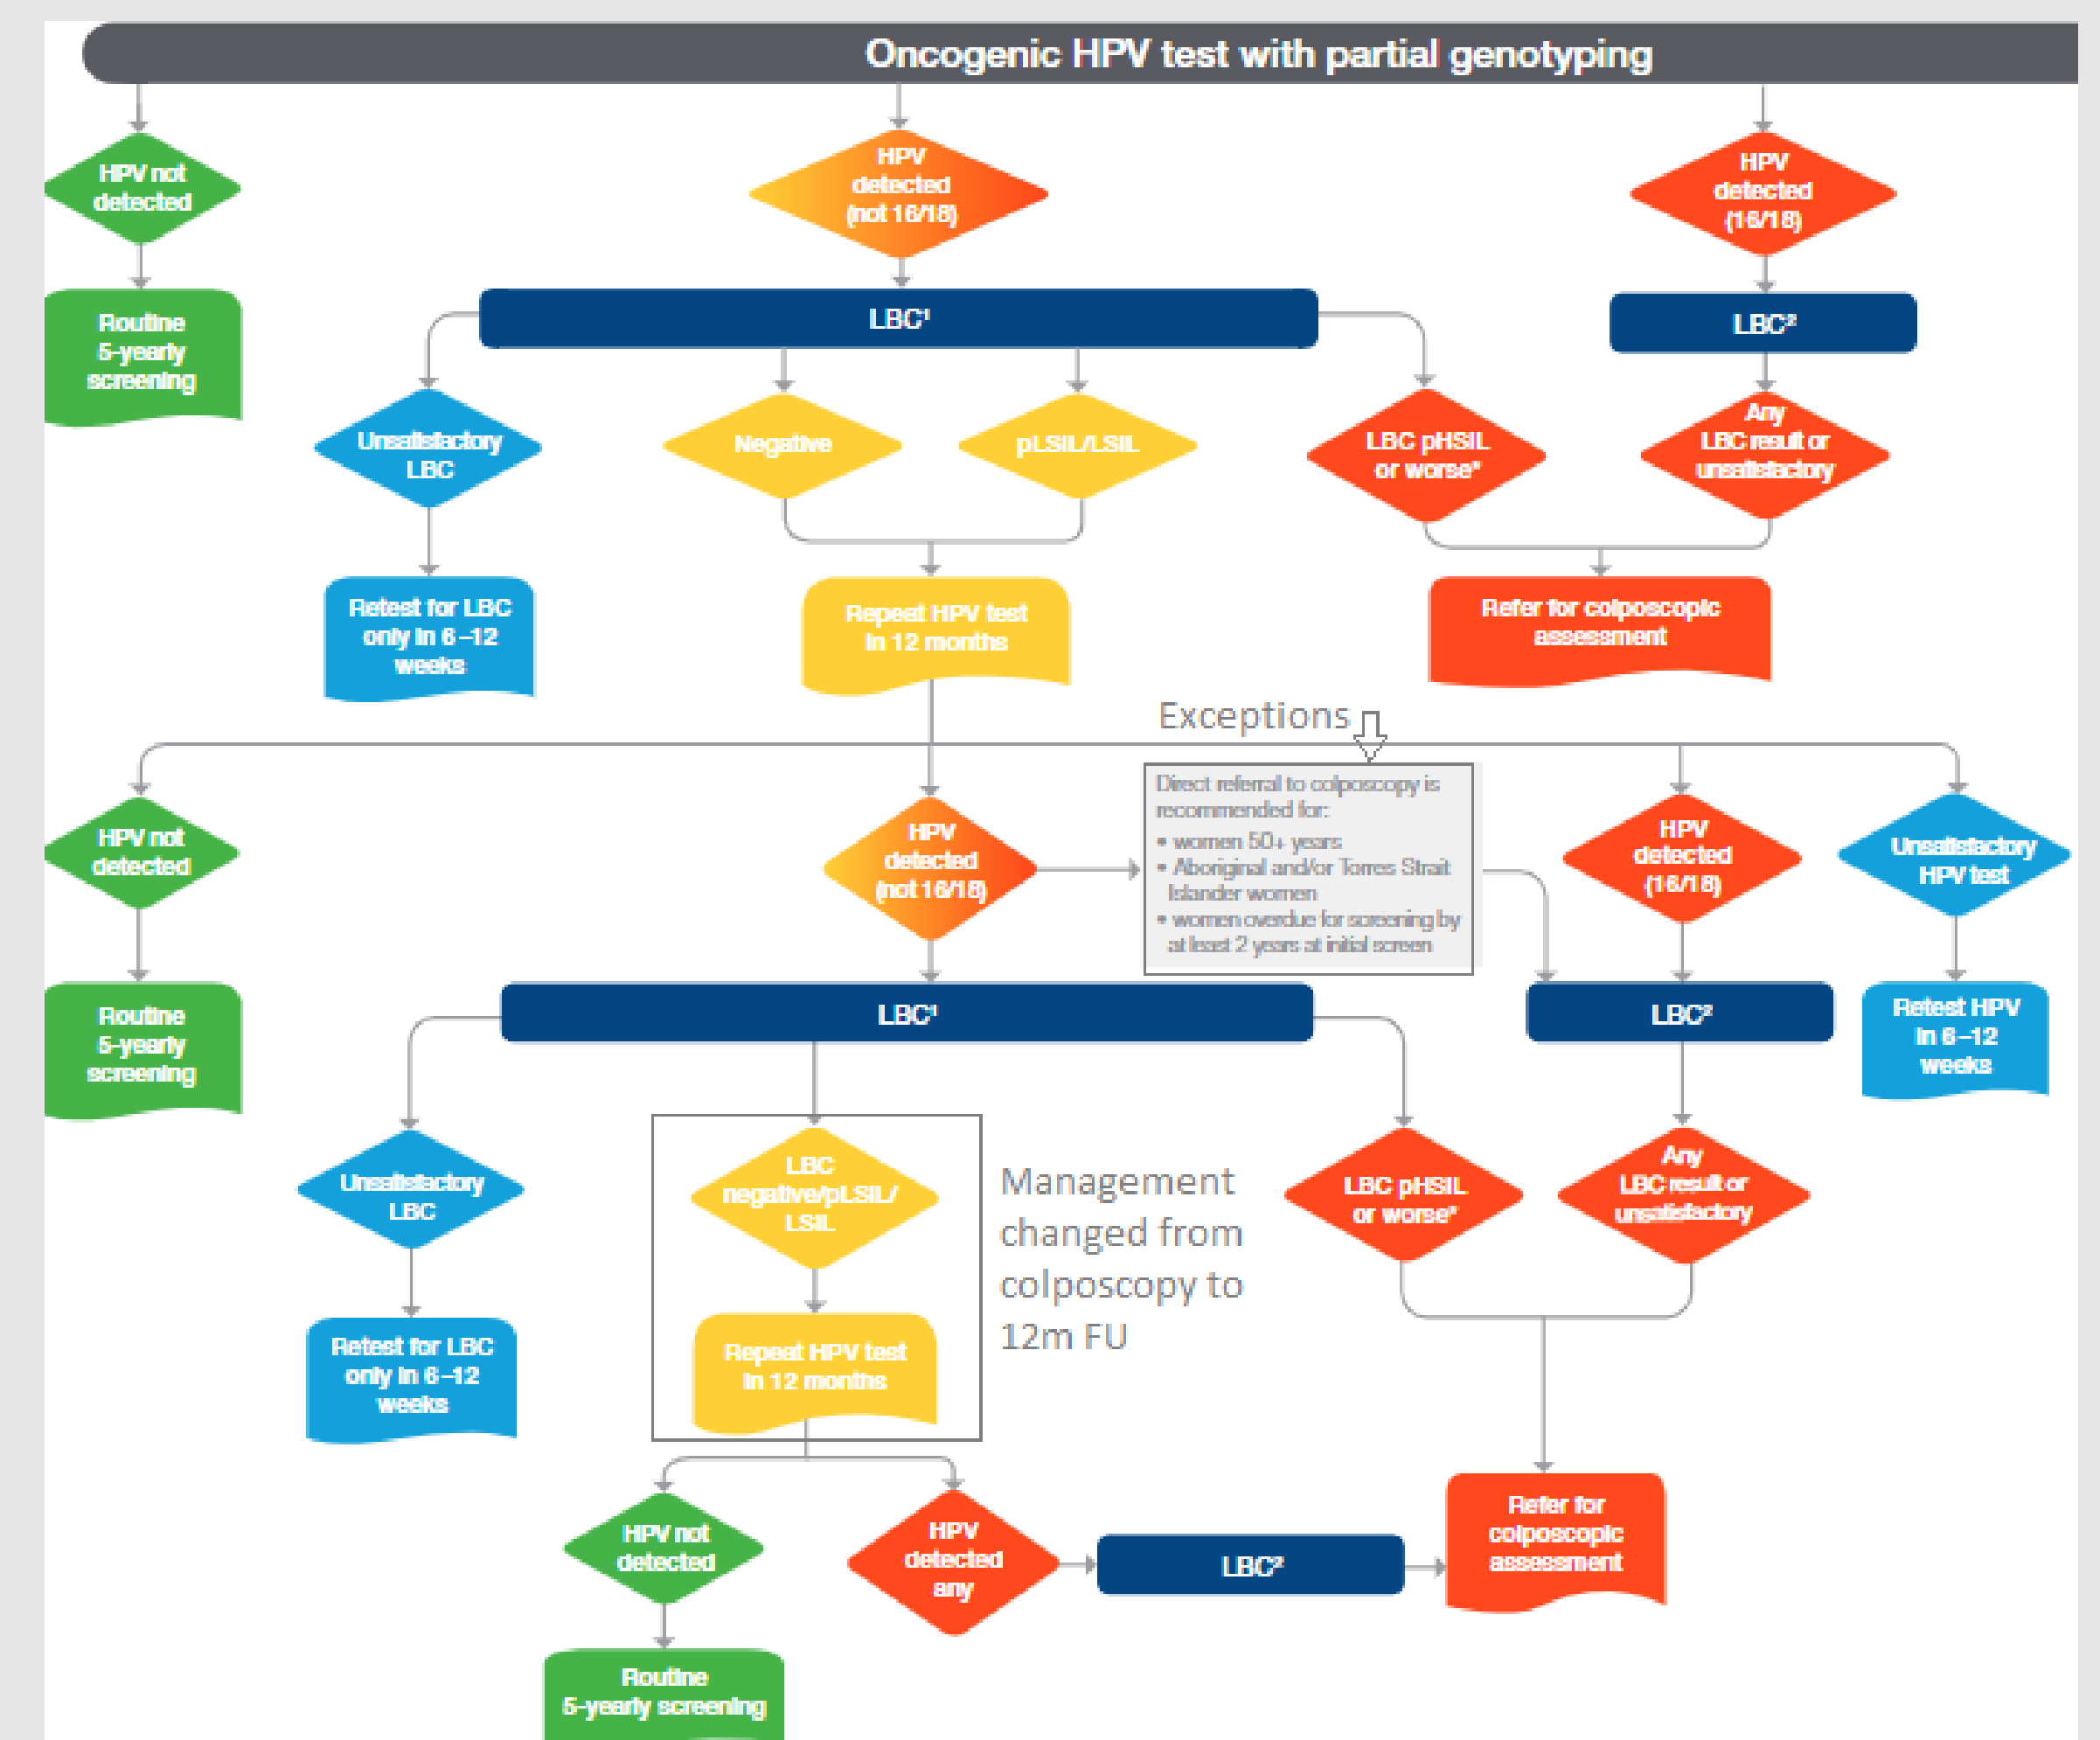 Oncogenic HPV test with partial genotyping
HPV not
detected
HPV
detected
(not 16/18)
HPV
detected
(16/18)
Routine
5-yearly
screening
LBC¹
LBC²
Unsatisfactory
LBC
Negative
pLSIL/LSIL
LBC pHSIL
or worse*
Any
LBC result or
unsatisfactory
Retest for LBC
only in 6–12
weeks
Repeat HPV test
in 12 months
Refer for colposcopic
assessment
Exceptions
Direct referral to colposcopy is
recommended for:
• women 50+ years
• Aboriginal and/or Torres Strait
Islander women
• women overdue for screening by
at least 2 years at initial screen
HPV not
detected
HPV
detected
(not 16/18)
HPV
detected
(16/18)
Unsatisfactory
HPV test
Routine
5-yearly
screening
LBC¹
LBC²
Retest HPV
in 6–12
weeks
Unsatisfactory
LBC
LBC
negative/pLSIL/
LSIL
Management
changed from
colposcopy to
12m FU
LBC pHSIL
or worse*
Any
LBC result or
unsatisfactory
Retest for LBC
only in 6–12
weeks
Repeat HPV test
in 12 months
HPV not
detected
HPV
detected
any
LBC²
Refer for
colposcopic
assessment
Routine
5-yearly screening